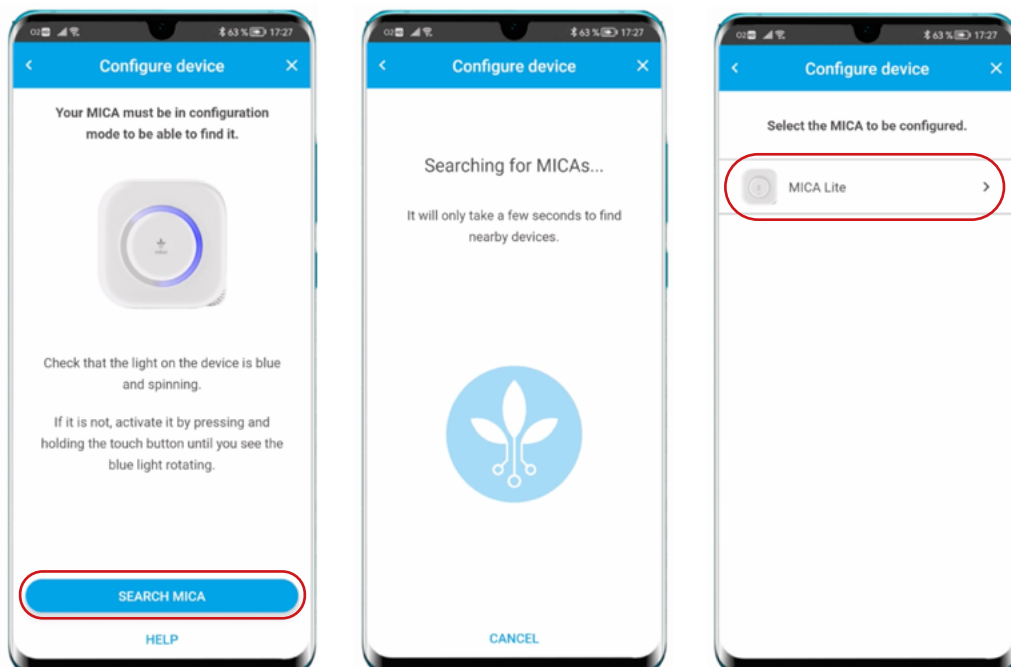 O2 63 % 17:27
Configure device
Your MICA must be in configuration
mode to be able to find it.
Check that the light on the device is blue
and spinning.
If it is not, activate it by pressing and
holding the touch button until you see the
blue light rotating.
SEARCH MICA
HELP
O2 63 % 17:27
Configure device
Searching for MICAs...
It will only take a few seconds to find
nearby devices.
CANCEL
O2 63 % 17:27
Configure device
Select the MICA to be configured.
MICA Lite